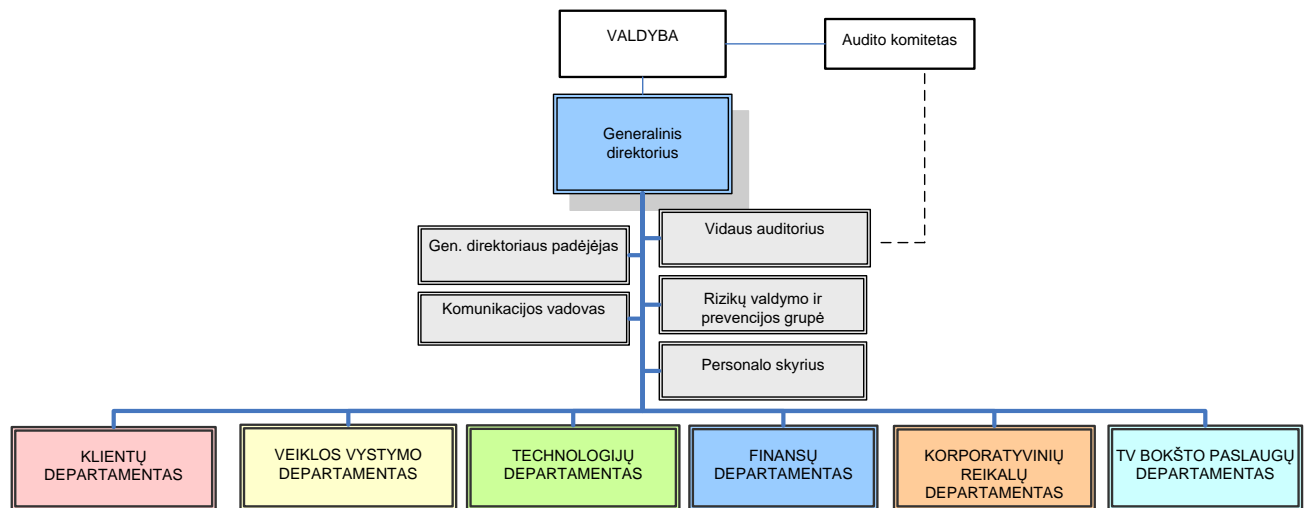 VALDYBA
Audito komitetas
Generalinis
direktorius
Gen. direktoriaus padėjėjas
Vidaus auditorius
Komunikacijos vadovas
Rizikų valdymo ir
prevencijos grupė
Personalo skyrius
KLIENTŲ
DEPARTAMENTAS
VEIKLOS VYSTYMO
DEPARTAMENTAS
TECHNOLOGIJŲ
DEPARTAMENTAS
FINANSŲ
DEPARTAMENTAS
KORPORATYVINIŲ
REIKALŲ
DEPARTAMENTAS
TV BOKŠTO PASLAUGŲ
DEPARTAMENTAS